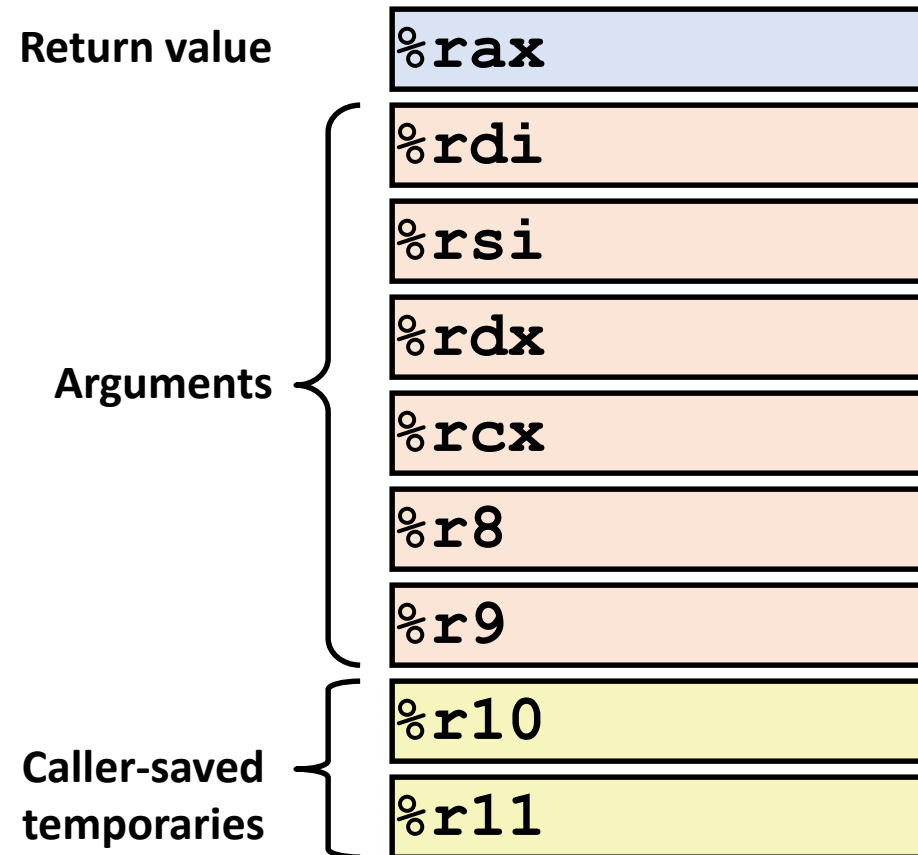 Return value
%rax
%rdi
%rsi
%rdx
Arguments
%rcx
%r8
%r9
%r10
Caller-saved
temporaries
%r11